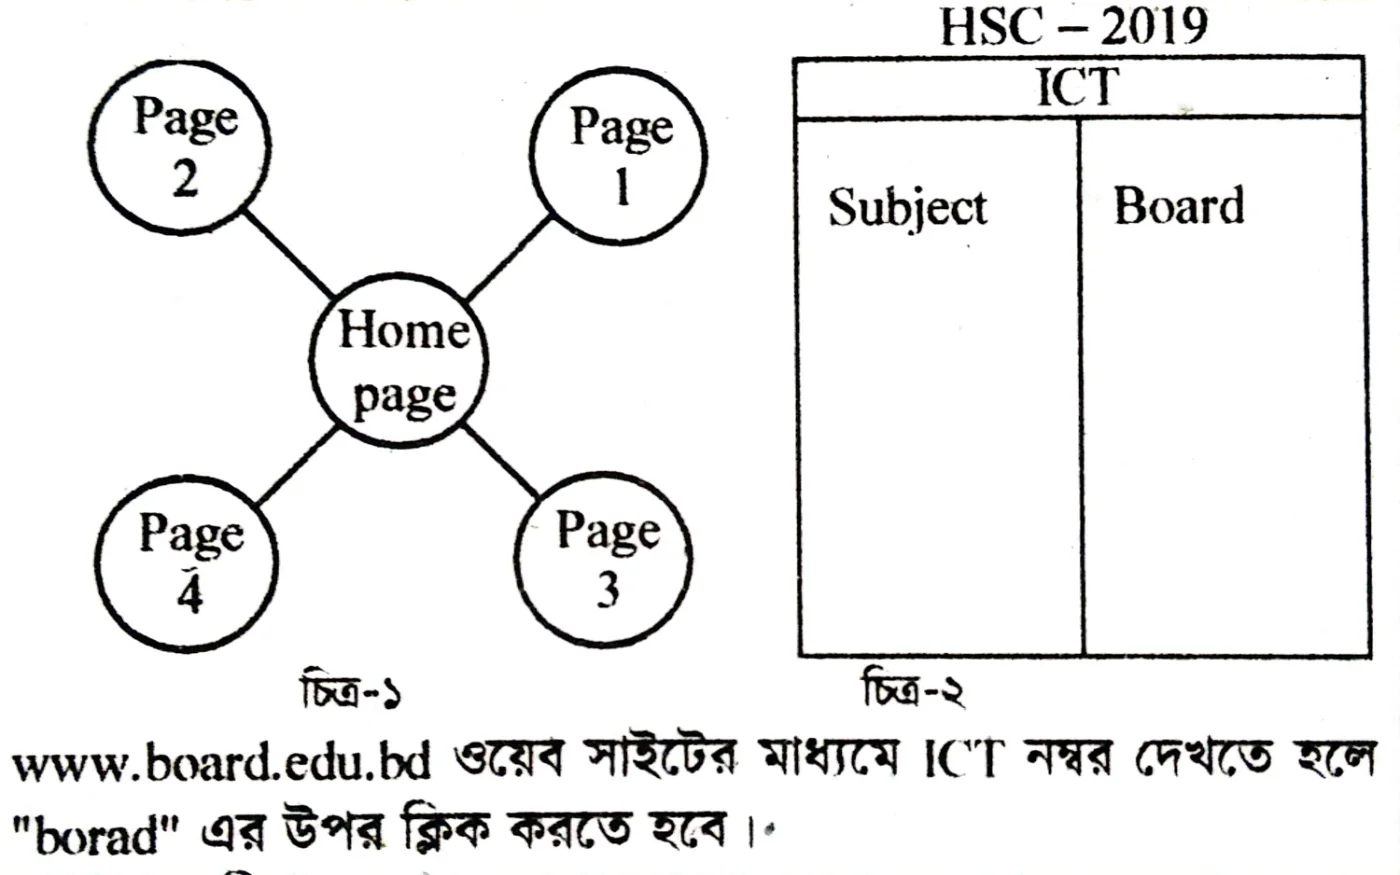 HSC – 2019
ICT
Page
2
Page
1
Subject
Board
Home
page
Page
4
Page
3
চিত্র-১
চিত্র-২
www.board.edu.bd ওয়েব সাইটের মাধ্যমে ICT নম্বর দেখতে হলে
"borad" এর উপর ক্লিক করতে হবে।